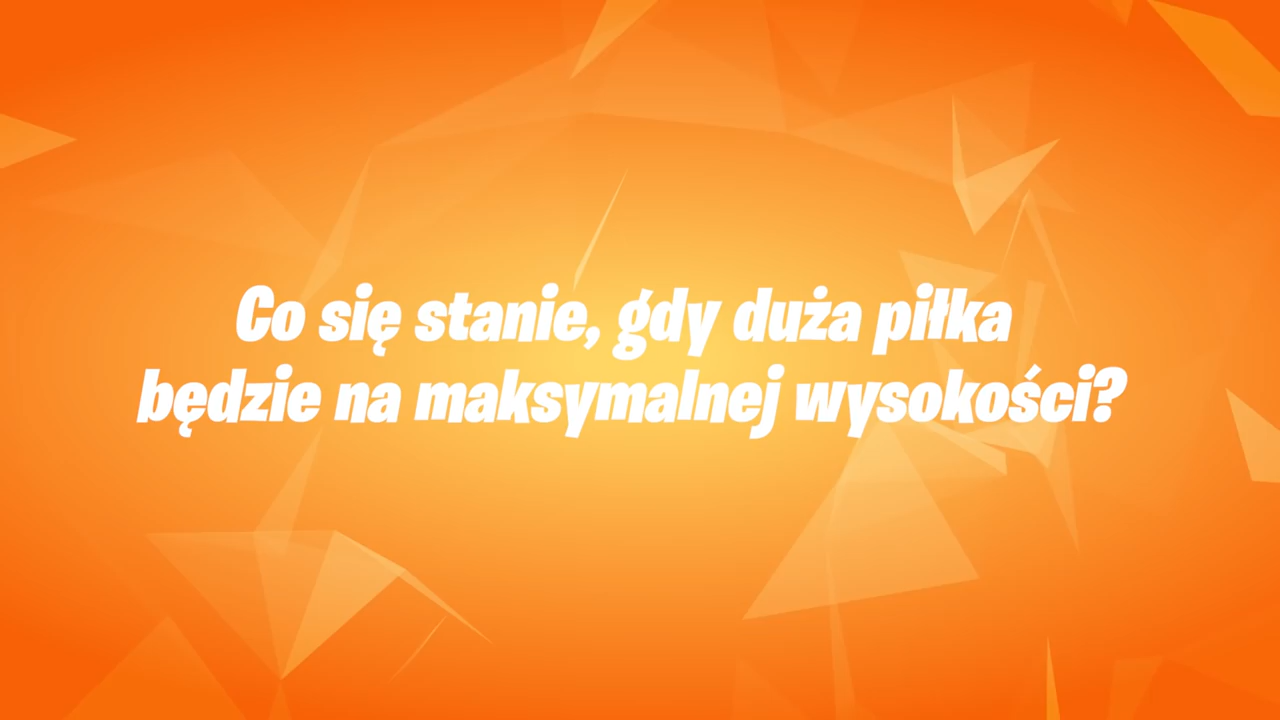 Co się stanie, gdy duża piłka
będzie na maksymalnej wysokości?